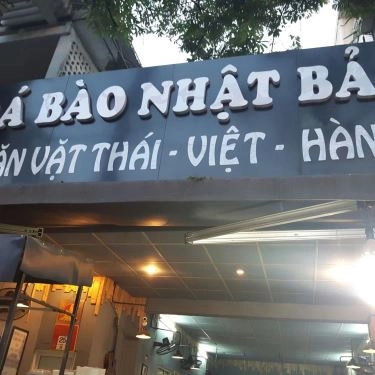 Á BÀO NHẬT BẢ
ĂN VẶT THÁI - VIỆT - HÀN